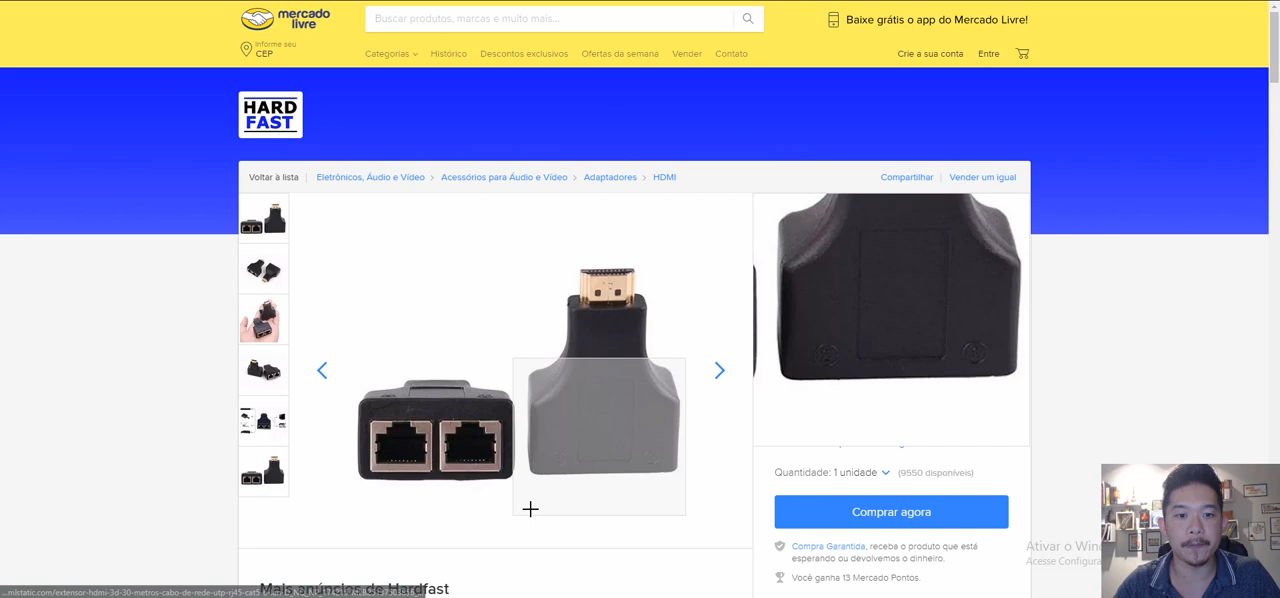 mercado
livre
Buscar produtos, marcas e muito mais...
Baixe grátis o app do Mercado Livre!
Informe seu
CEP
Categorias
Histórico
Descontos exclusivos
Ofertas da semana
Vender
Contato
Crie a sua conta
Entre
HARD
FAST
Voltar à lista
Eletrônicos, Áudio e Vídeo
Acessórios para Áudio e Vídeo
Adaptadores
HDMI
Compartilhar
Vender um igual
Quantidade: 1 unidade (9550 disponíveis)
Comprar agora
Compra Garantida, receba o produto que está
esperando ou devolvemos o dinheiro.
Você ganha 13 Mercado Pontos.
Ativar o Wind
Acesse Configura
Mais anúncios de Hardfast